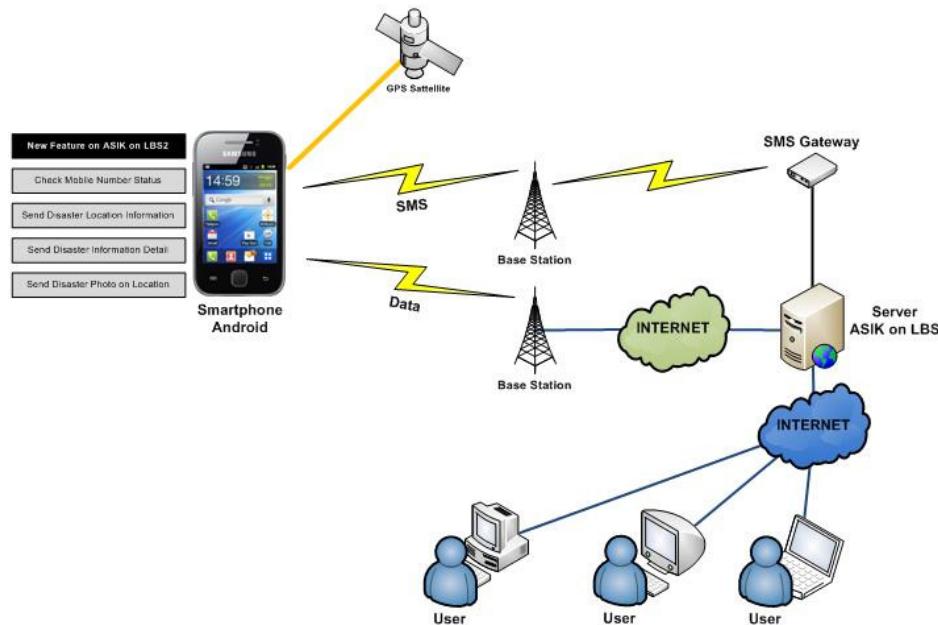 GPS Sattellite
New Feature on ASIK on LBS2
Check Mobile Number Status
Send Disaster Location Information
Send Disaster Information Detail
Send Disaster Photo on Location
SAMSUNG
14:59
Google
Smartphone
Android
SMS
Data
Base Station
Base Station
SMS Gateway
INTERNET
Server
ASIK on LBS
INTERNET
User
User
User